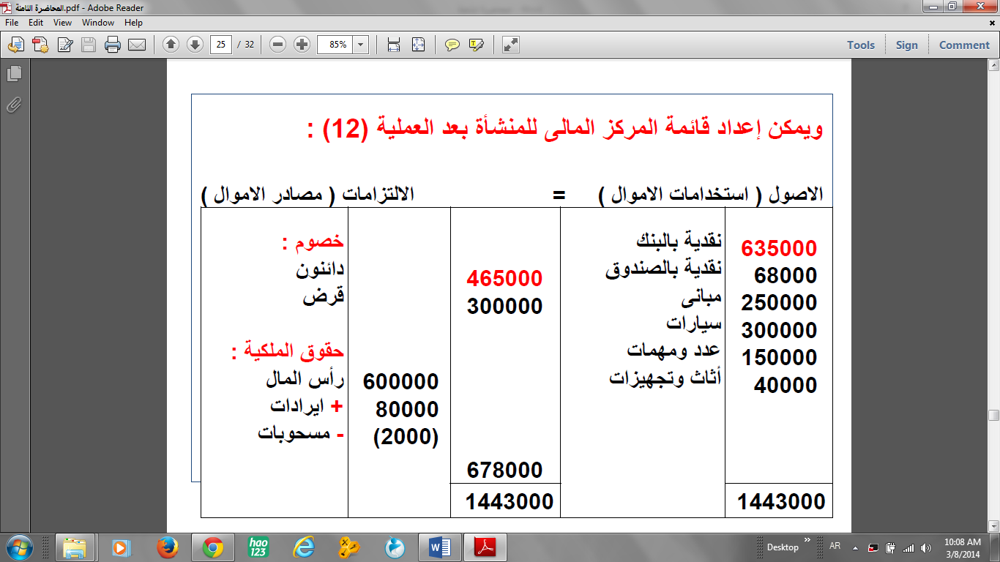 المحاضرة الثامنة.pdf - Adobe Reader
File Edit View Window Help
25 / 32 85% Tools Sign Comment
ويمكن إعداد قائمة المركز المالى للمنشأة بعد العملية (12) :
الاصول ( استخدامات الاموال ) = الالتزامات ( مصادر الاموال )
635000 نقدية بالبنك خصوم :
68000 نقدية بالصندوق 465000 دائنون
250000 مبانى 300000 قرض
300000 سيارات
150000 عدد ومهمات حقوق الملكية :
40000 أثاث وتجهيزات 600000 رأس المال
80000 + ايرادات
(2000) - مسحوبات
678000
1443000 1443000
hao123 Desktop AR 10:08 AM
3/8/2014